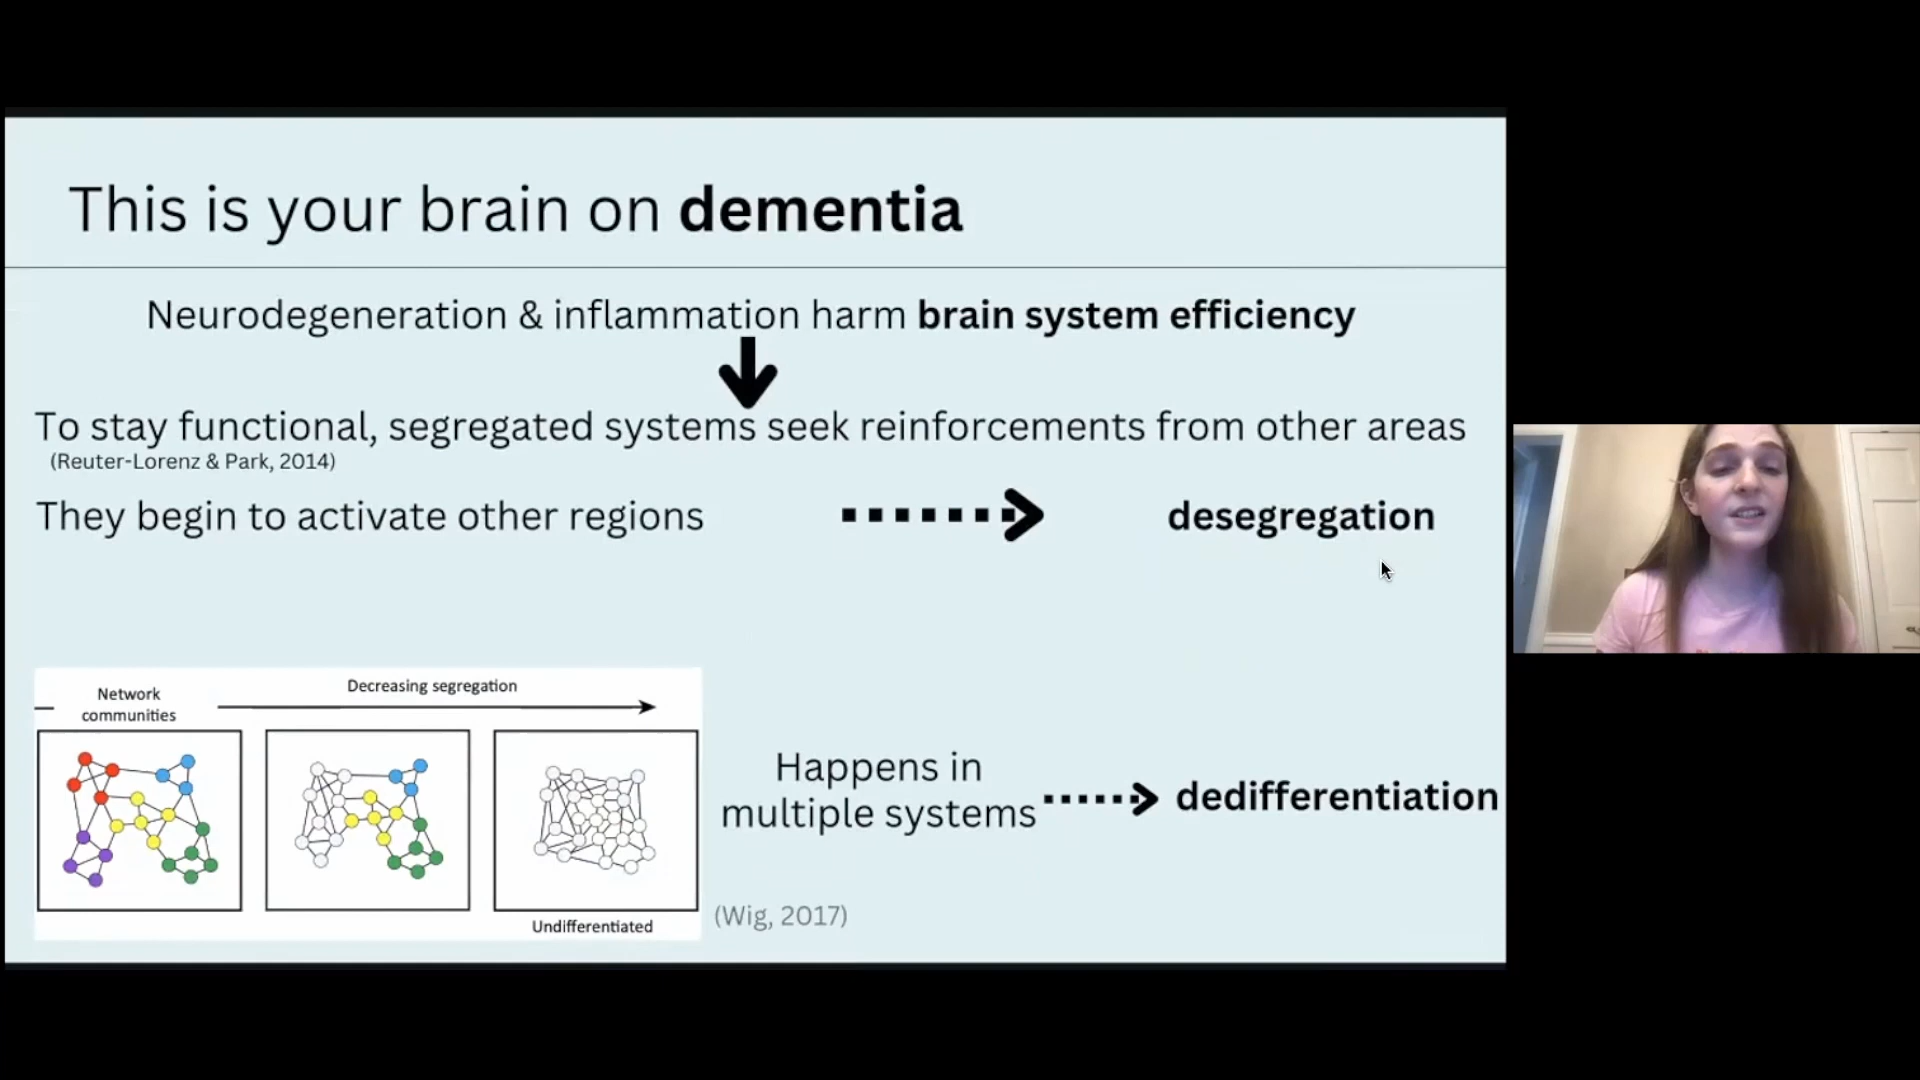 This is your brain on dementia
Neurodegeneration & inflammation harm brain system efficiency
To stay functional, segregated systems seek reinforcements from other areas
(Reuter-Lorenz & Park, 2014)
They begin to activate other regions
desegregation
Network
communities
Decreasing segregation
Undifferentiated
Happens in
multiple systems
dedifferentiation
(Wig, 2017)